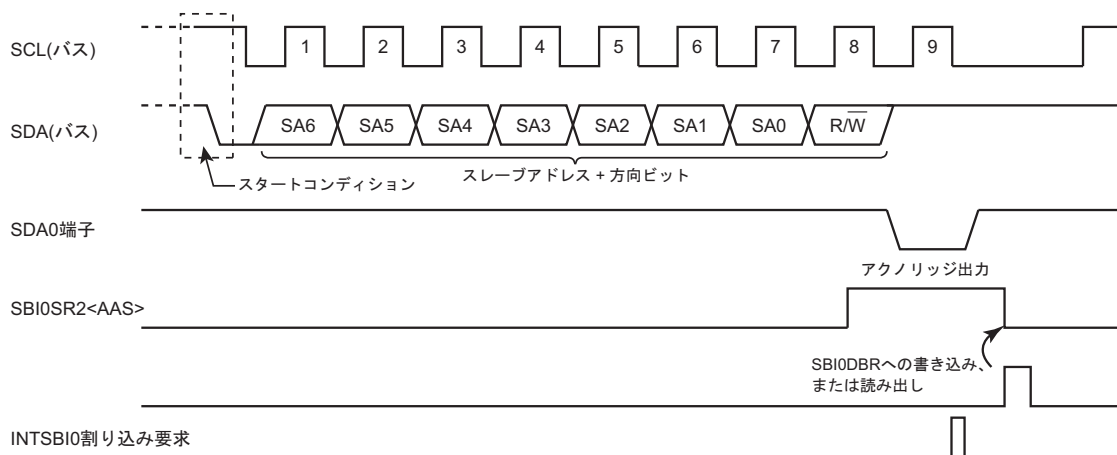 SCL(バス)
1 2 3 4 5 6 7 8 9
SDA(バス)
SA6 SA5 SA4 SA3 SA2 SA1 SA0 R/W
スレーブアドレス + 方向ビット
スタートコンディション
SDA0端子
アクノリッジ出力
SBI0SR2<AAS>
SBI0DBRへの書き込み、
または読み出し
INTSBI0割り込み要求